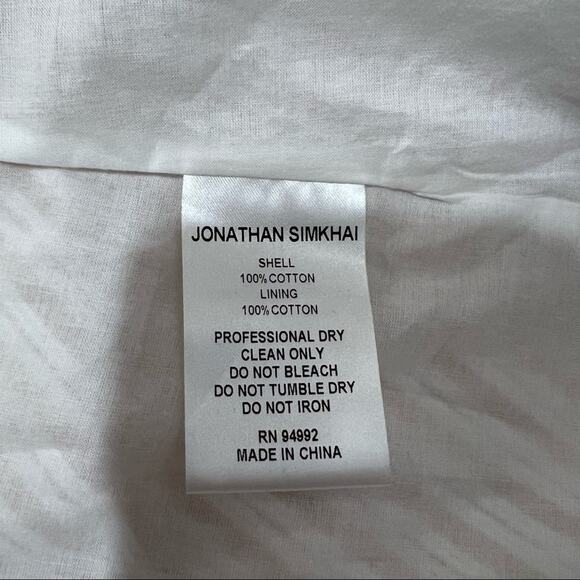 JONATHAN SIMKHAI
SHELL
100% COTTON
LINING
100% COTTON
PROFESSIONAL DRY
CLEAN ONLY
DO NOT BLEACH
DO NOT TUMBLE DRY
DO NOT IRON
RN 94992
MADE IN CHINA